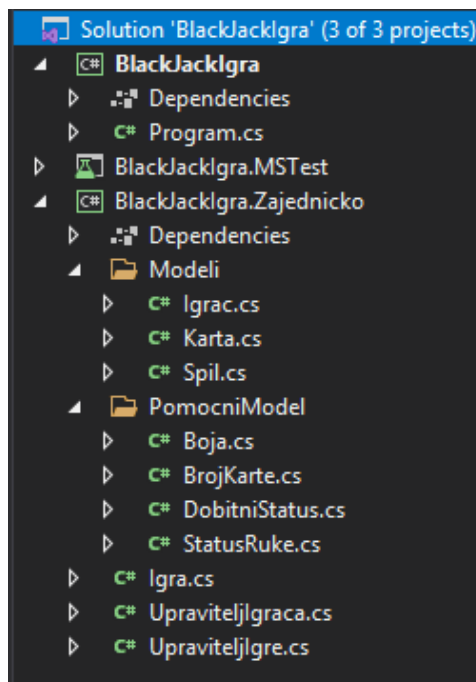 Solution 'BlackJackIgra' (3 of 3 projects)
C# BlackJackIgra
Dependencies
C# Program.cs
BlackJackIgra.MSTest
C# BlackJackIgra.Zajednicko
Dependencies
Modeli
C# Igrac.cs
C# Karta.cs
C# Spil.cs
PomocniModel
C# Boja.cs
C# BrojKarte.cs
C# DobitniStatus.cs
C# StatusRuke.cs
C# Igra.cs
C# UpraviteljIgraca.cs
C# UpraviteljIgre.cs